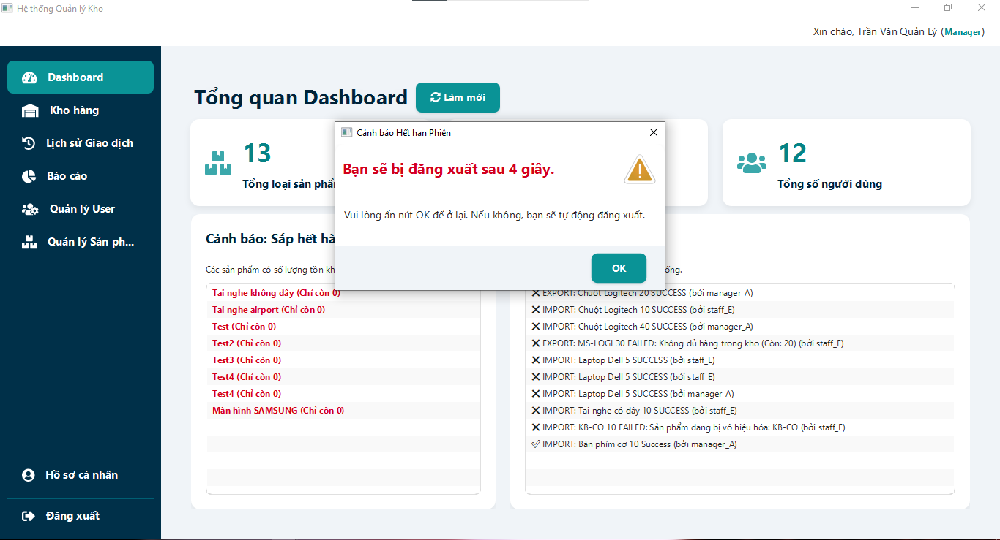 Hệ thống Quản lý Kho
Xin chào, Trần Văn Quản Lý (Manager)
Dashboard
Kho hàng
Lịch sử Giao dịch
Báo cáo
Quản lý User
Quản lý Sản ph...
Hồ sơ cá nhân
Đăng xuất
Tổng quan Dashboard
Làm mới
13
Tổng loại sản phẩ
12
Tổng số người dùng
Cảnh báo Hết hạn Phiên
Bạn sẽ bị đăng xuất sau 4 giây.
Vui lòng ấn nút OK để ở lại. Nếu không, bạn sẽ tự động đăng xuất.
OK
Cảnh báo: Sắp hết hà
Các sản phẩm có số lượng tồn kh
Tai nghe không dây (Chỉ còn 0)
Tai nghe airport (Chỉ còn 0)
Test (Chỉ còn 0)
Test2 (Chỉ còn 0)
Test3 (Chỉ còn 0)
Test4 (Chỉ còn 0)
Test4 (Chỉ còn 0)
Màn hình SAMSUNG (Chỉ còn 0)
ống.
EXPORT: Chuột Logitech 20 SUCCESS (bởi manager_A)
IMPORT: Chuột Logitech 10 SUCCESS (bởi staff_E)
IMPORT: Chuột Logitech 40 SUCCESS (bởi manager_A)
EXPORT: MS-LOGI 30 FAILED: Không đủ hàng trong kho (Còn: 20) (bởi staff_E)
IMPORT: Laptop Dell 5 SUCCESS (bởi staff_E)
IMPORT: Laptop Dell 5 SUCCESS (bởi staff_E)
IMPORT: Laptop Dell 5 SUCCESS (bởi manager_A)
IMPORT: Tai nghe có dây 10 SUCCESS (bởi staff_E)
IMPORT: KB-CO 10 FAILED: Sản phẩm đang bị vô hiệu hóa: KB-CO (bởi staff_E)
IMPORT: Bàn phím cơ 10 Success (bởi manager_A)